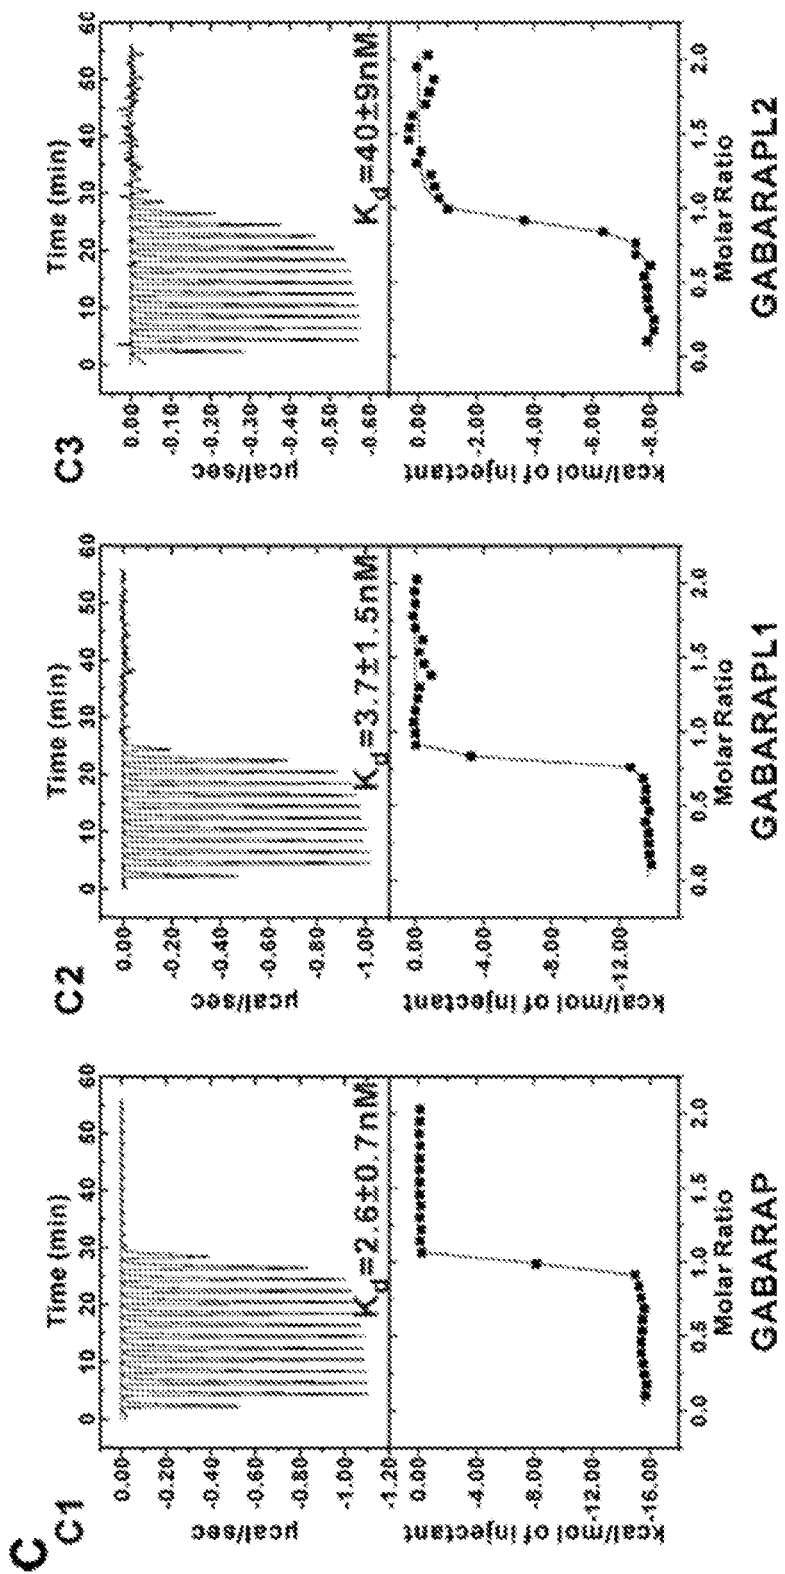 C
C1
Time (min)
0 10 20 30 40 50 60
0.00
-0.20
-0.40
-0.60
-0.80
-1.00
-1.20
µcal/sec
Kd=2.6±0.7nM
0.00
-4.00
-8.00
-12.00
-16.00
kcal/mol of injectant
0.0 0.5 1.0 1.5 2.0
Molar Ratio
GABARAP
C2
Time (min)
0 10 20 30 40 50 60
0.00
-0.20
-0.40
-0.60
-0.80
-1.00
µcal/sec
Kd=3.7±1.5nM
0.00
-4.00
-8.00
-12.00
kcal/mol of injectant
0.0 0.5 1.0 1.5 2.0
Molar Ratio
GABARAPL1
C3
Time (min)
0 10 20 30 40 50 60
0.00
-0.10
-0.20
-0.30
-0.40
-0.50
-0.60
µcal/sec
Kd=40±9nM
0.00
-2.00
-4.00
-6.00
-8.00
kcal/mol of injectant
0.0 0.5 1.0 1.5 2.0
Molar Ratio
GABARAPL2